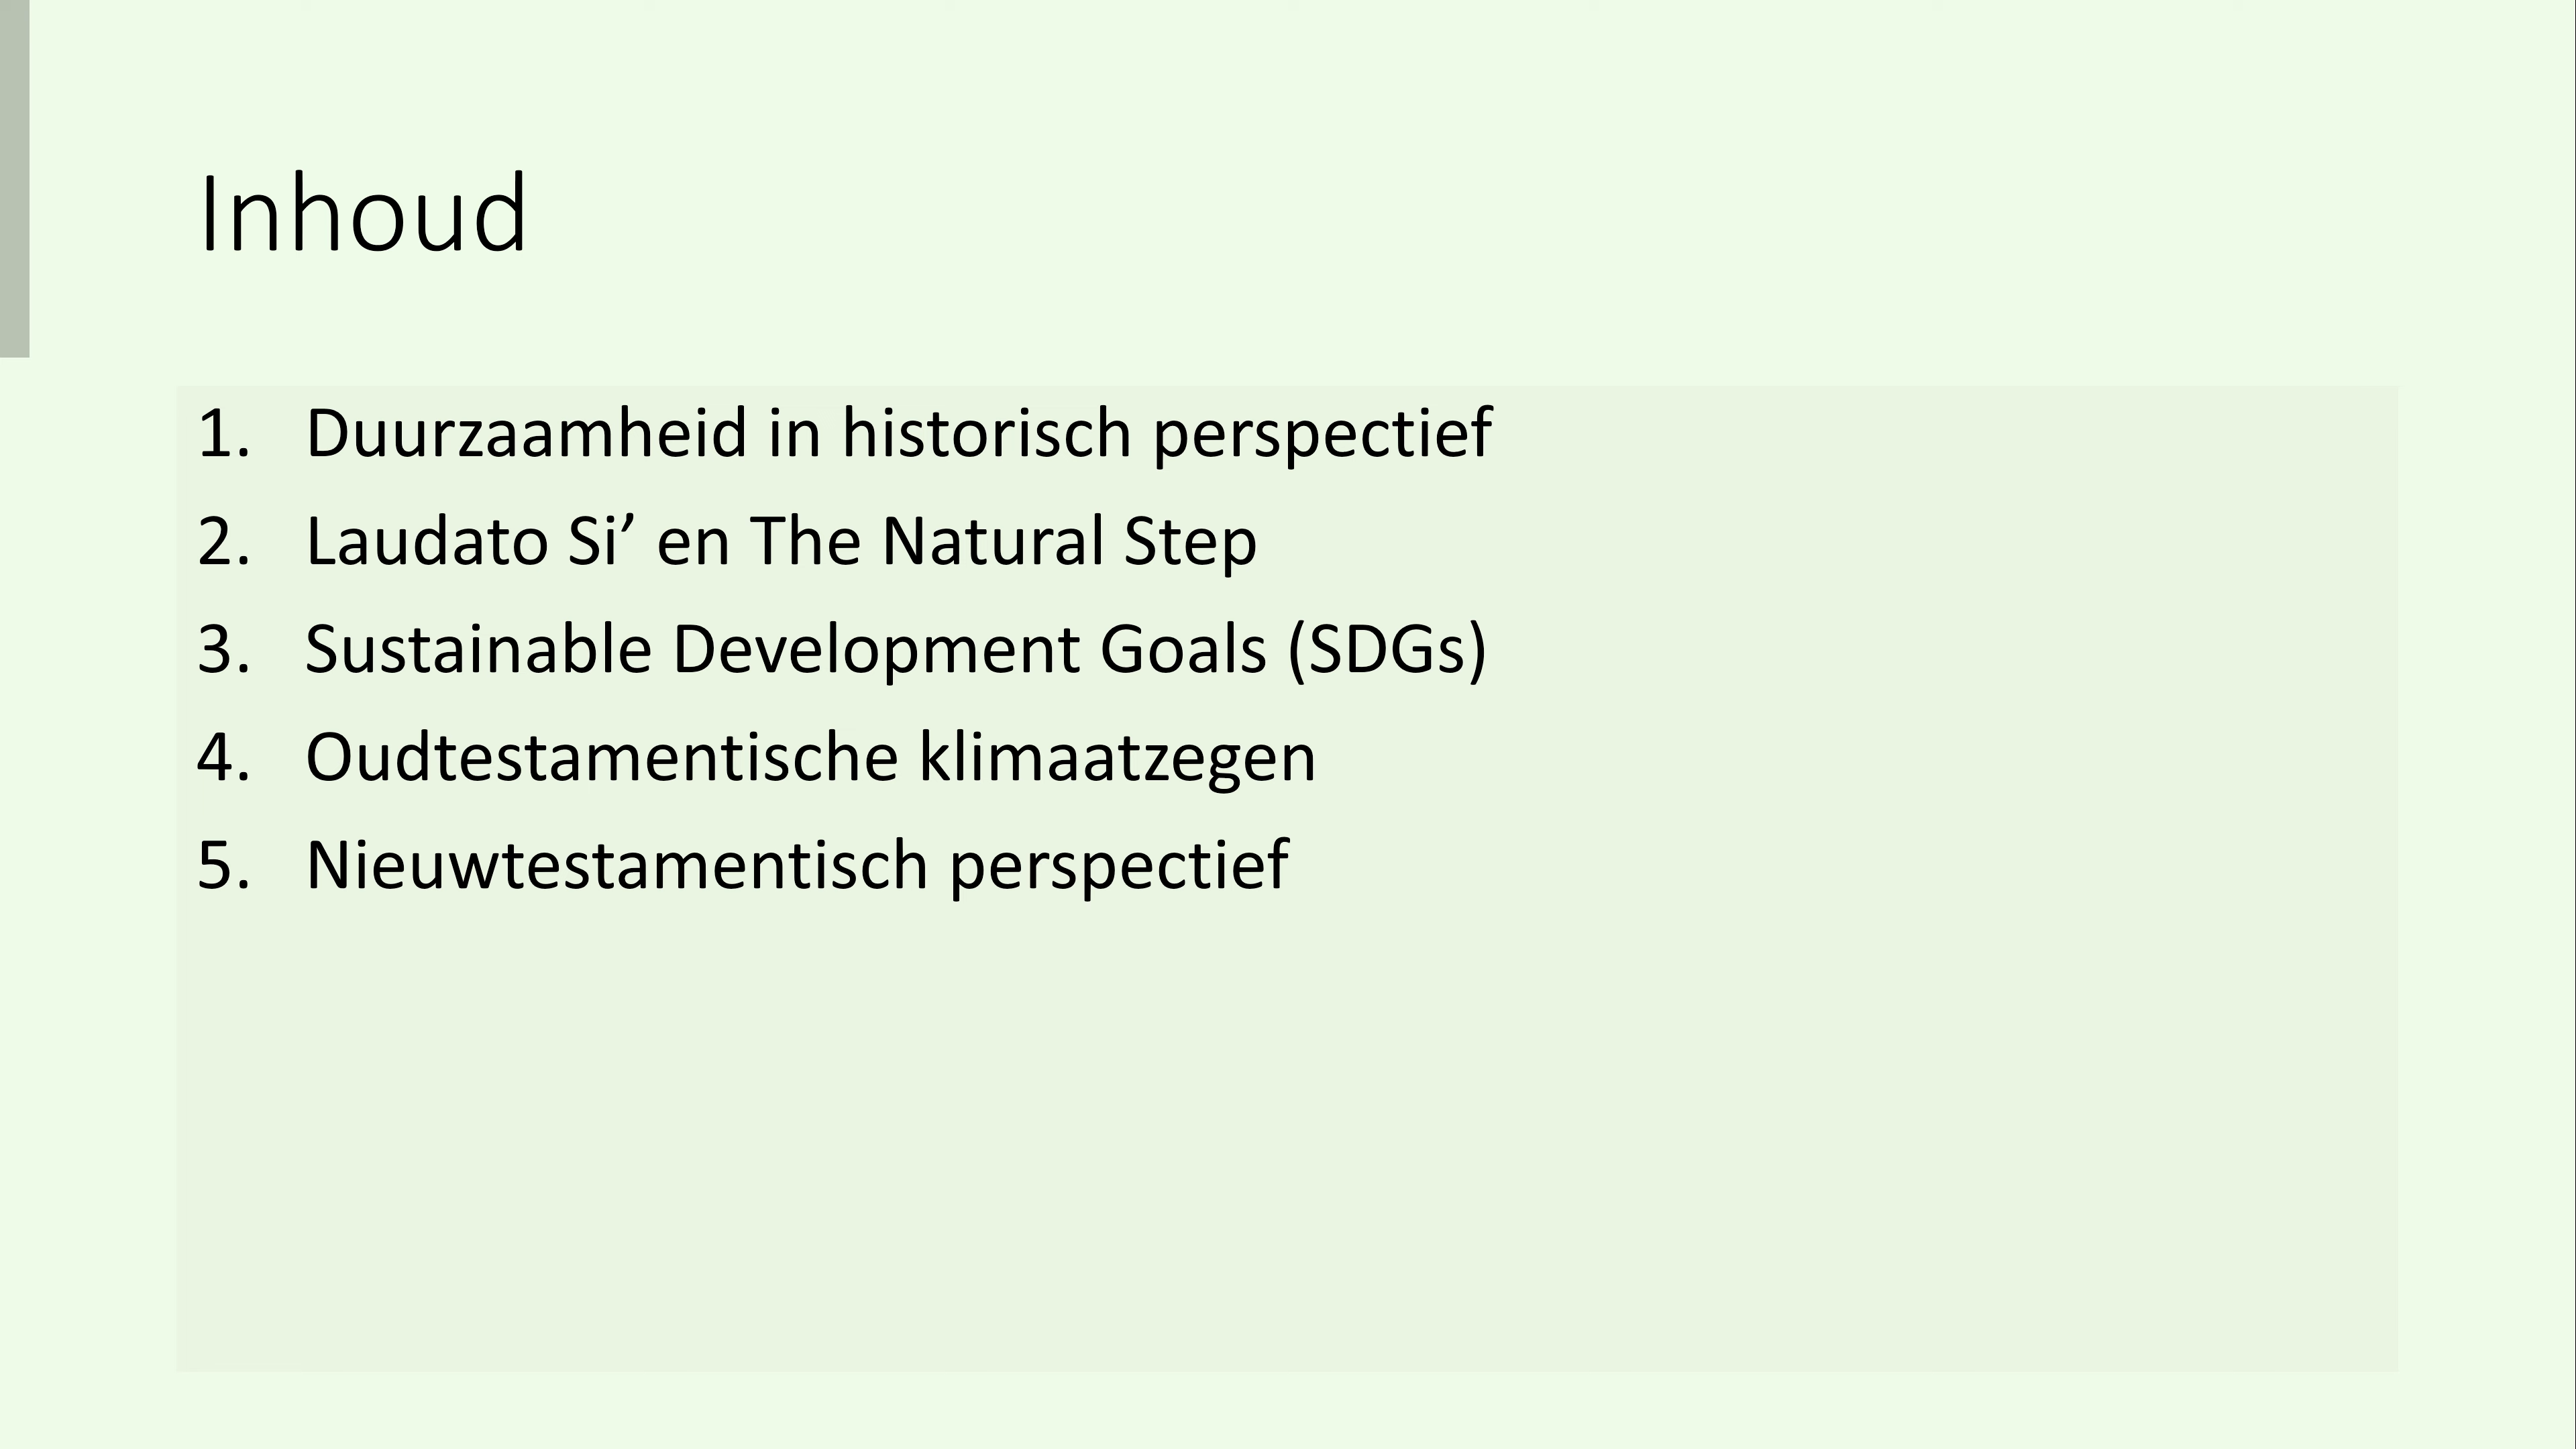 Inhoud
1. Duurzaamheid in historisch perspectief
2. Laudato Si’ en The Natural Step
3. Sustainable Development Goals (SDGs)
4. Oudtestamentische klimaatzegen
5. Nieuwtestamentisch perspectief